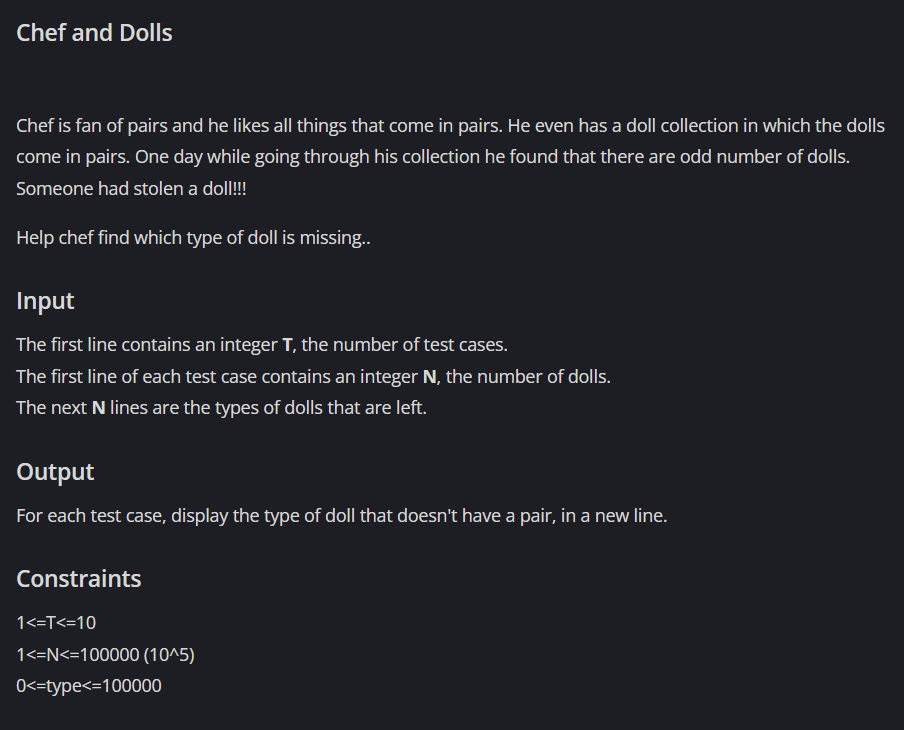 Chef and Dolls
Chef is fan of pairs and he likes all things that come in pairs. He even has a doll collection in which the dolls
come in pairs. One day while going through his collection he found that there are odd number of dolls.
Someone had stolen a doll!!!
Help chef find which type of doll is missing..
Input
The first line contains an integer T, the number of test cases.
The first line of each test case contains an integer N, the number of dolls.
The next N lines are the types of dolls that are left.
Output
For each test case, display the type of doll that doesn't have a pair, in a new line.
Constraints
1<=T<=10
1<=N<=100000 (10^5)
0<=type<=100000